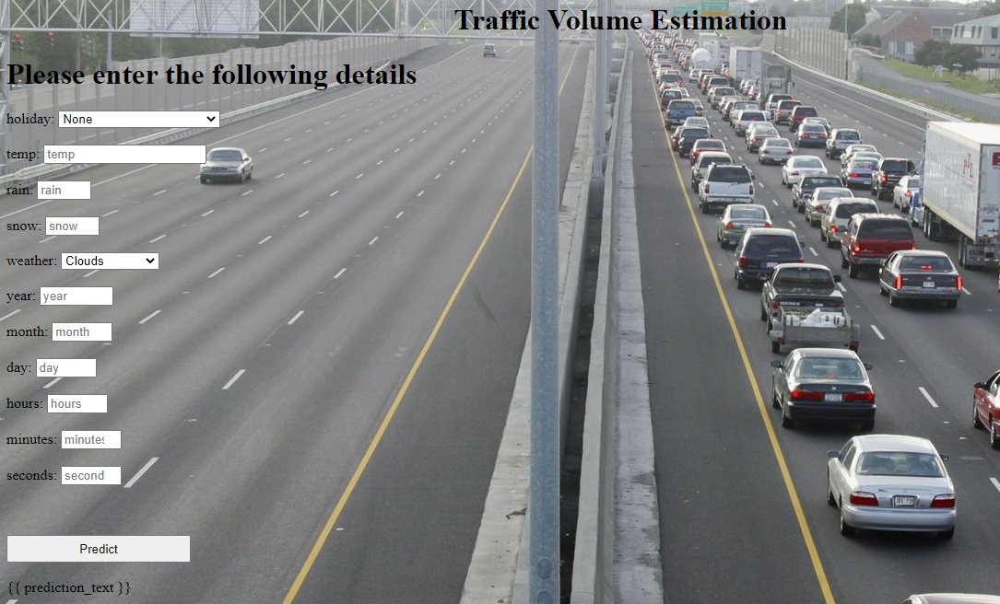 Traffic Volume Estimation
Please enter the following details
holiday: None
temp: temp
rain: rain
snow: snow
weather: Clouds
year: year
month: month
day: day
hours: hours
minutes: minutes
seconds: second
Predict
{{ prediction_text }}